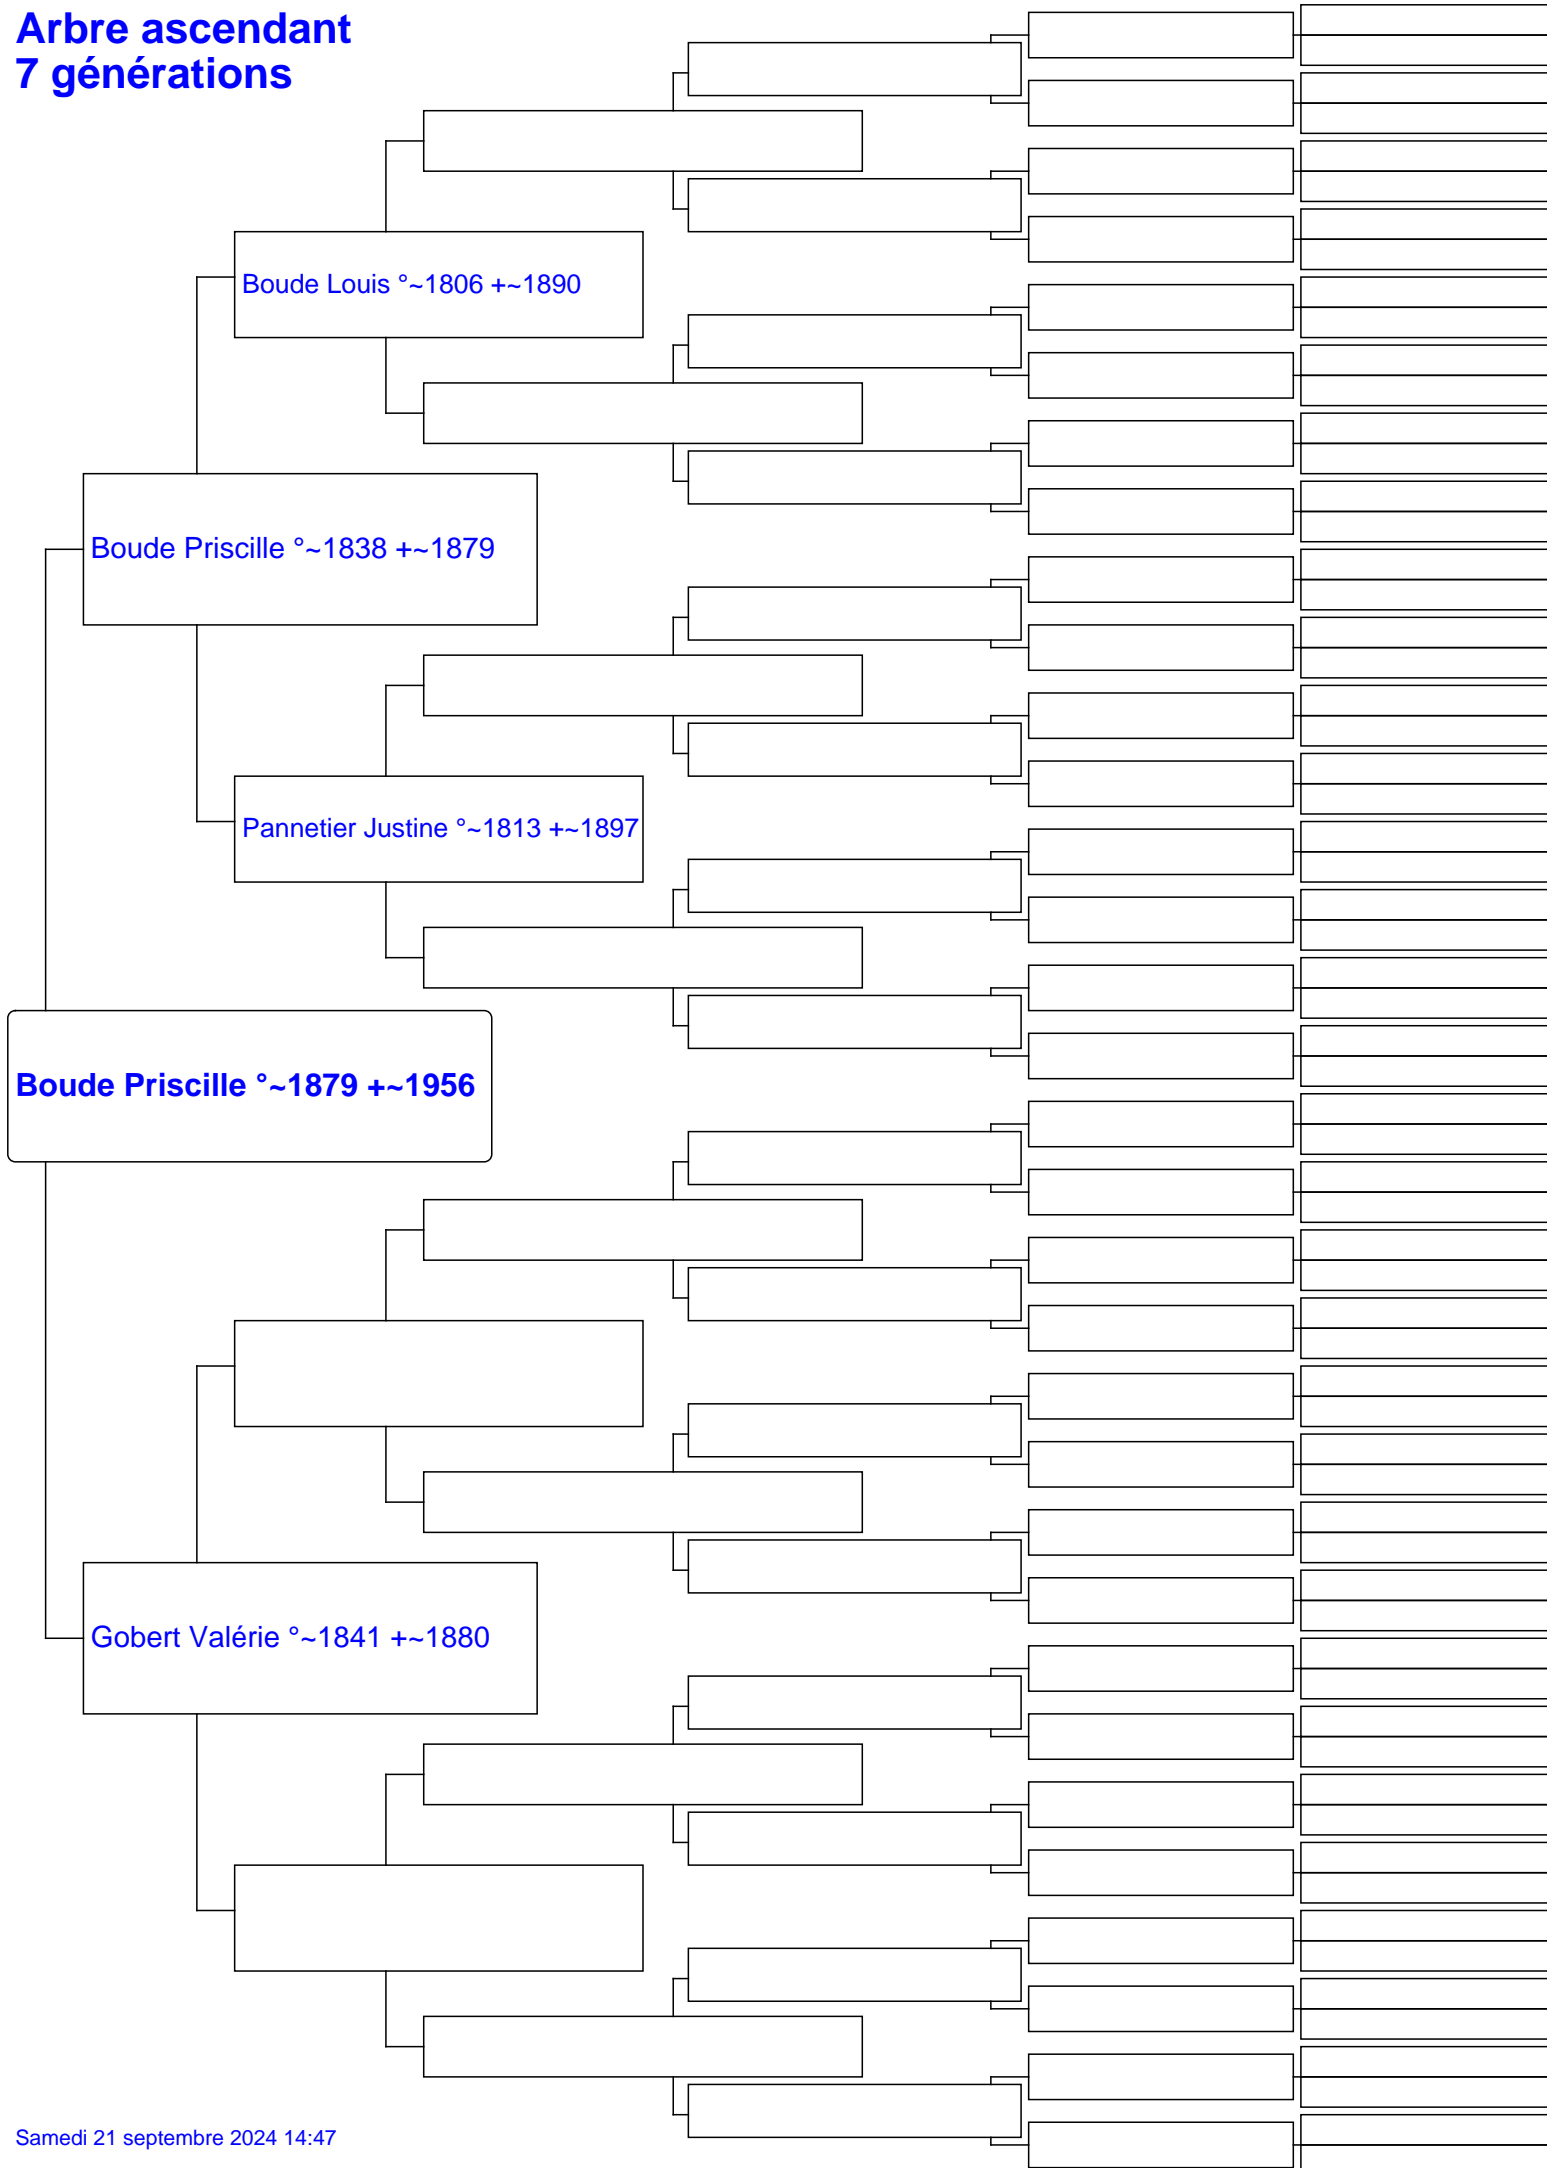 Arbre ascendant
7 générations
Boude Louis °~1806 +~1890
Boude Priscille °~1838 +~1879
Pannetier Justine °~1813 +~1897
Boude Priscille °~1879 +~1956
Gobert Valérie °~1841 +~1880
Samedi 21 septembre 2024 14:47